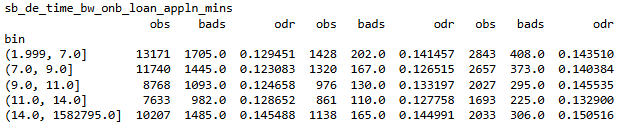 sb_de_time_bw_onb_loan_appln_mins
obs bads odr obs bads odr obs bads odr
bin
(1.999, 7.0] 13171 1705.0 0.129451 1428 202.0 0.141457 2843 408.0 0.143510
(7.0, 9.0] 11740 1445.0 0.123083 1320 167.0 0.126515 2657 373.0 0.140384
(9.0, 11.0] 8768 1093.0 0.124658 976 130.0 0.133197 2027 295.0 0.145535
(11.0, 14.0] 7633 982.0 0.128652 861 110.0 0.127758 1693 225.0 0.132900
(14.0, 1582795.0] 10207 1485.0 0.145488 1138 165.0 0.144991 2033 306.0 0.150516